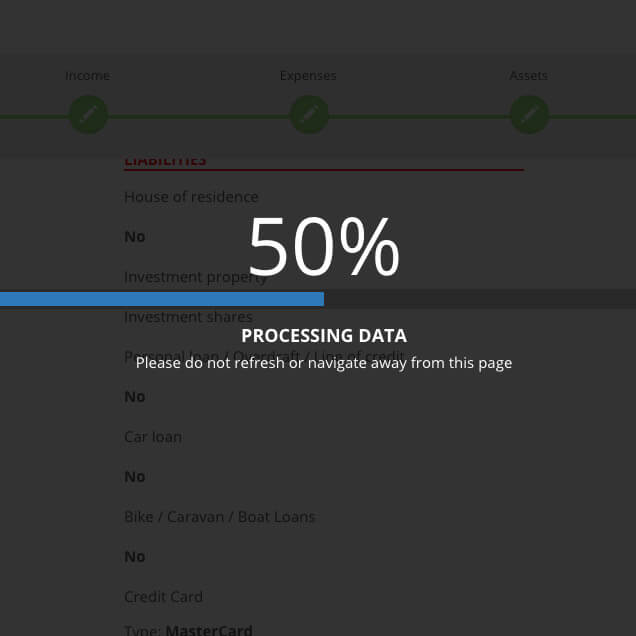 Income Expenses Assets
LIABILITIES
House of residence
No
50%
Investment property
Investment shares
PROCESSING DATA
Personal loan / Overdraft / Line of credit
Please do not refresh or navigate away from this page
No
Car loan
No
Bike / Caravan / Boat Loans
No
Credit Card
Type: MasterCard